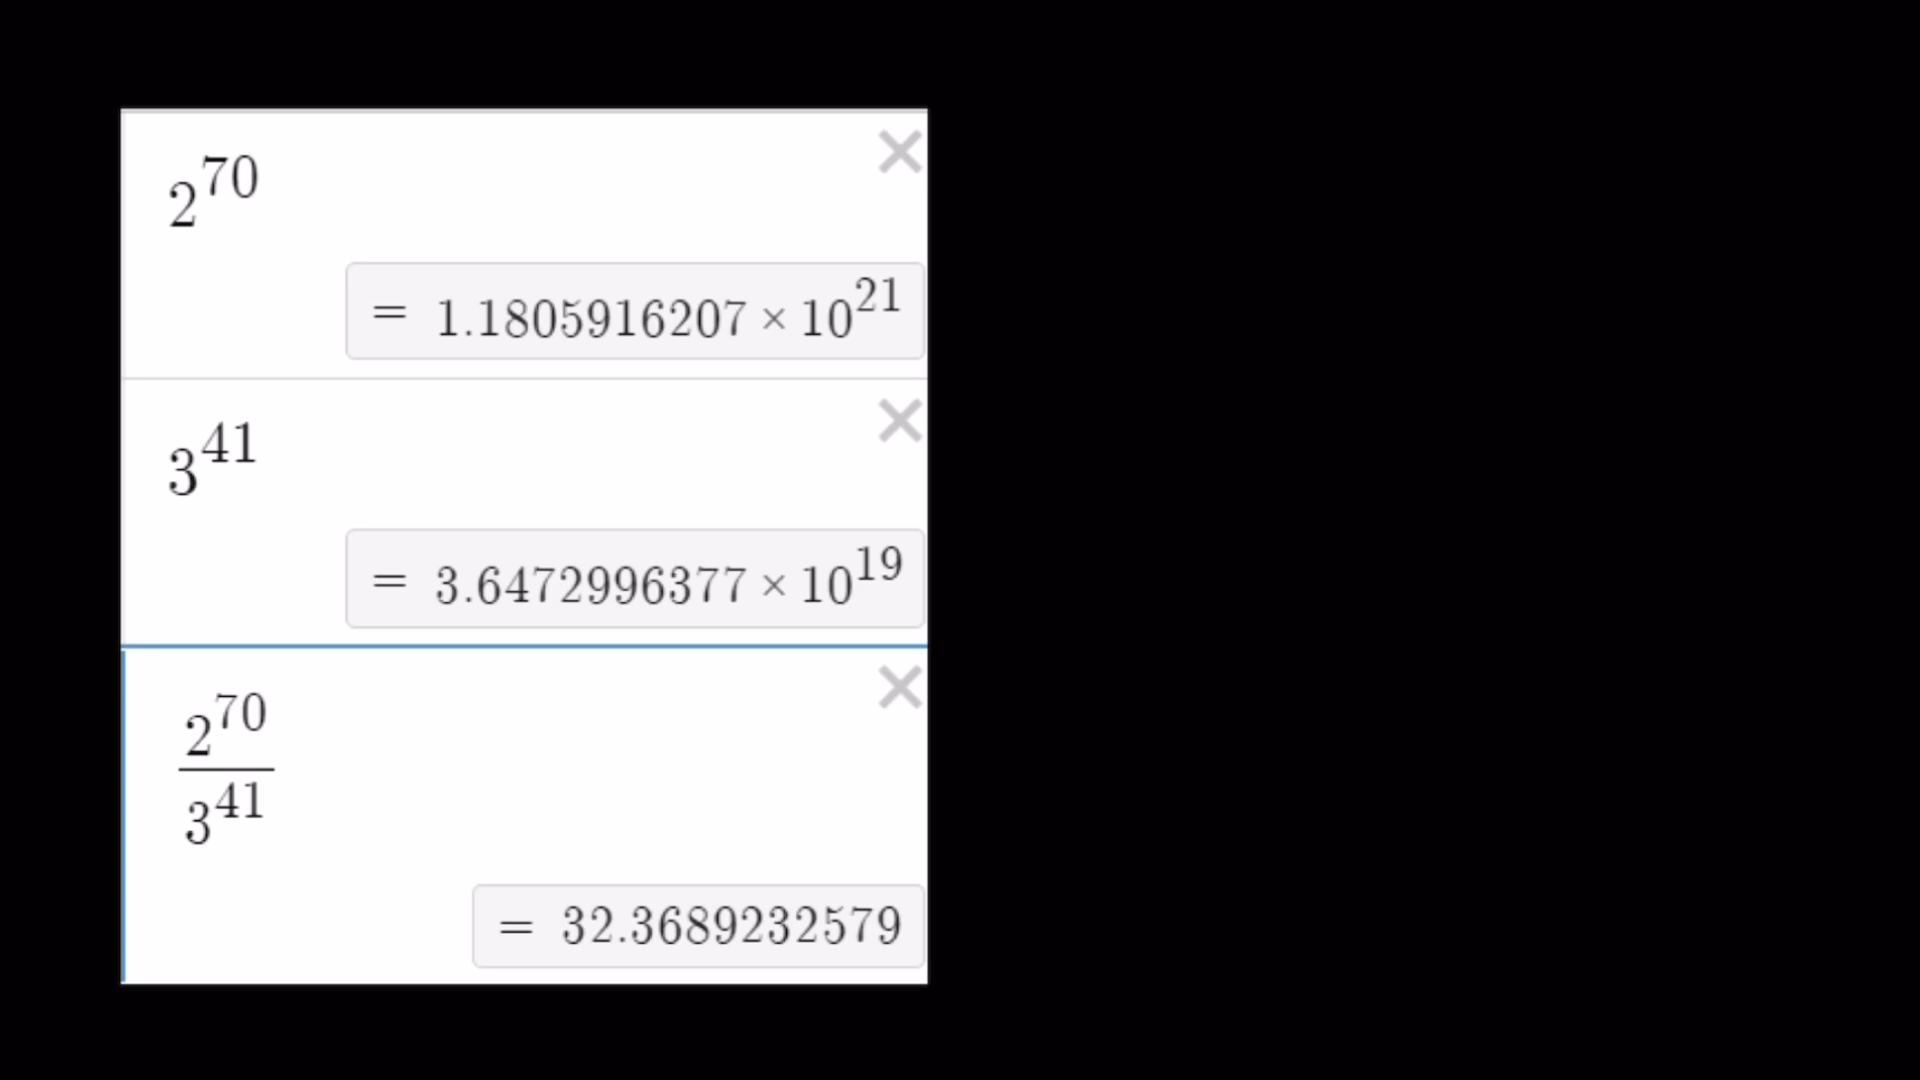 2^70
= 1.1805916207 × 10^21
3^41
= 3.6472996377 × 10^19
2^70
3^41
= 32.3689232579